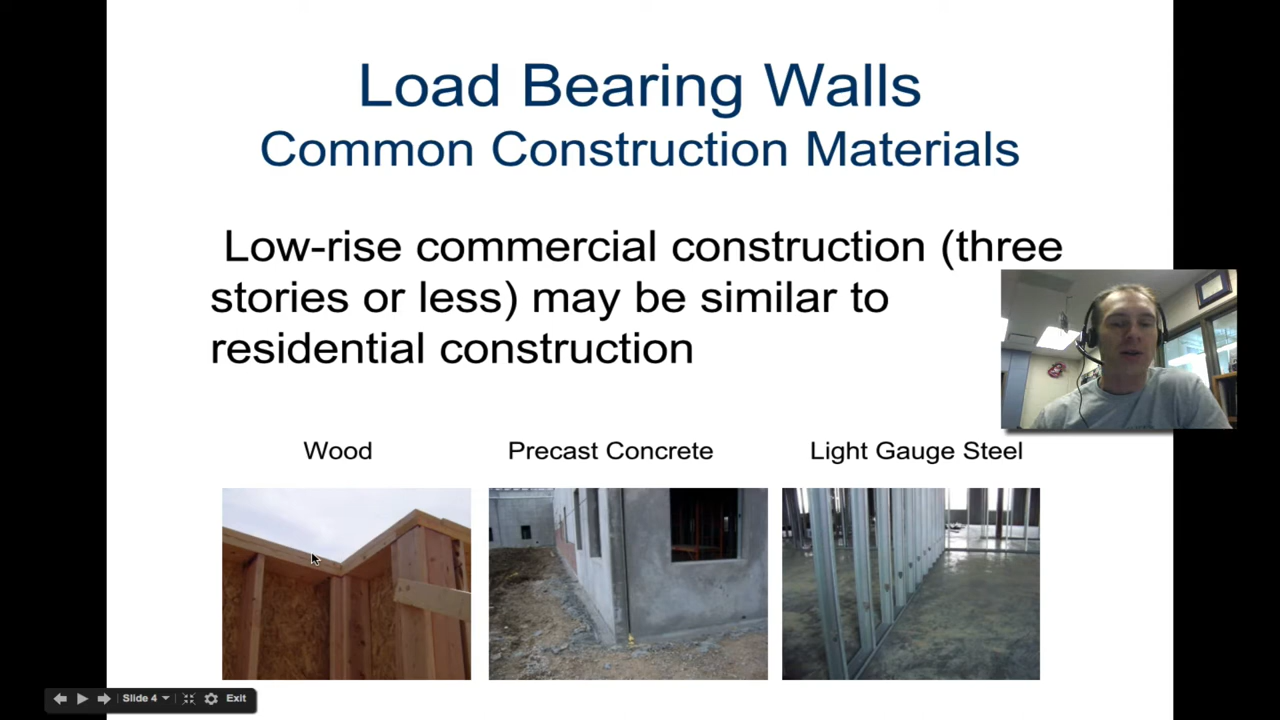 Load Bearing Walls
Common Construction Materials
Low-rise commercial construction (three
stories or less) may be similar to
residential construction
Wood
Precast Concrete
Light Gauge Steel
Slide 4
Exit